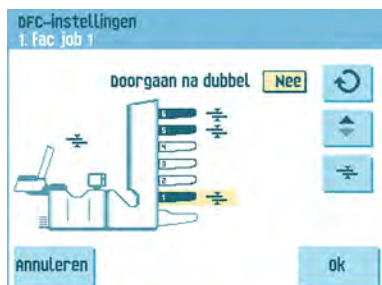 DFC-instellingen
1. Fac job 1
Doorgaan na dubbel Nee
6
5
4
3
2
1
Annuleren
Ok